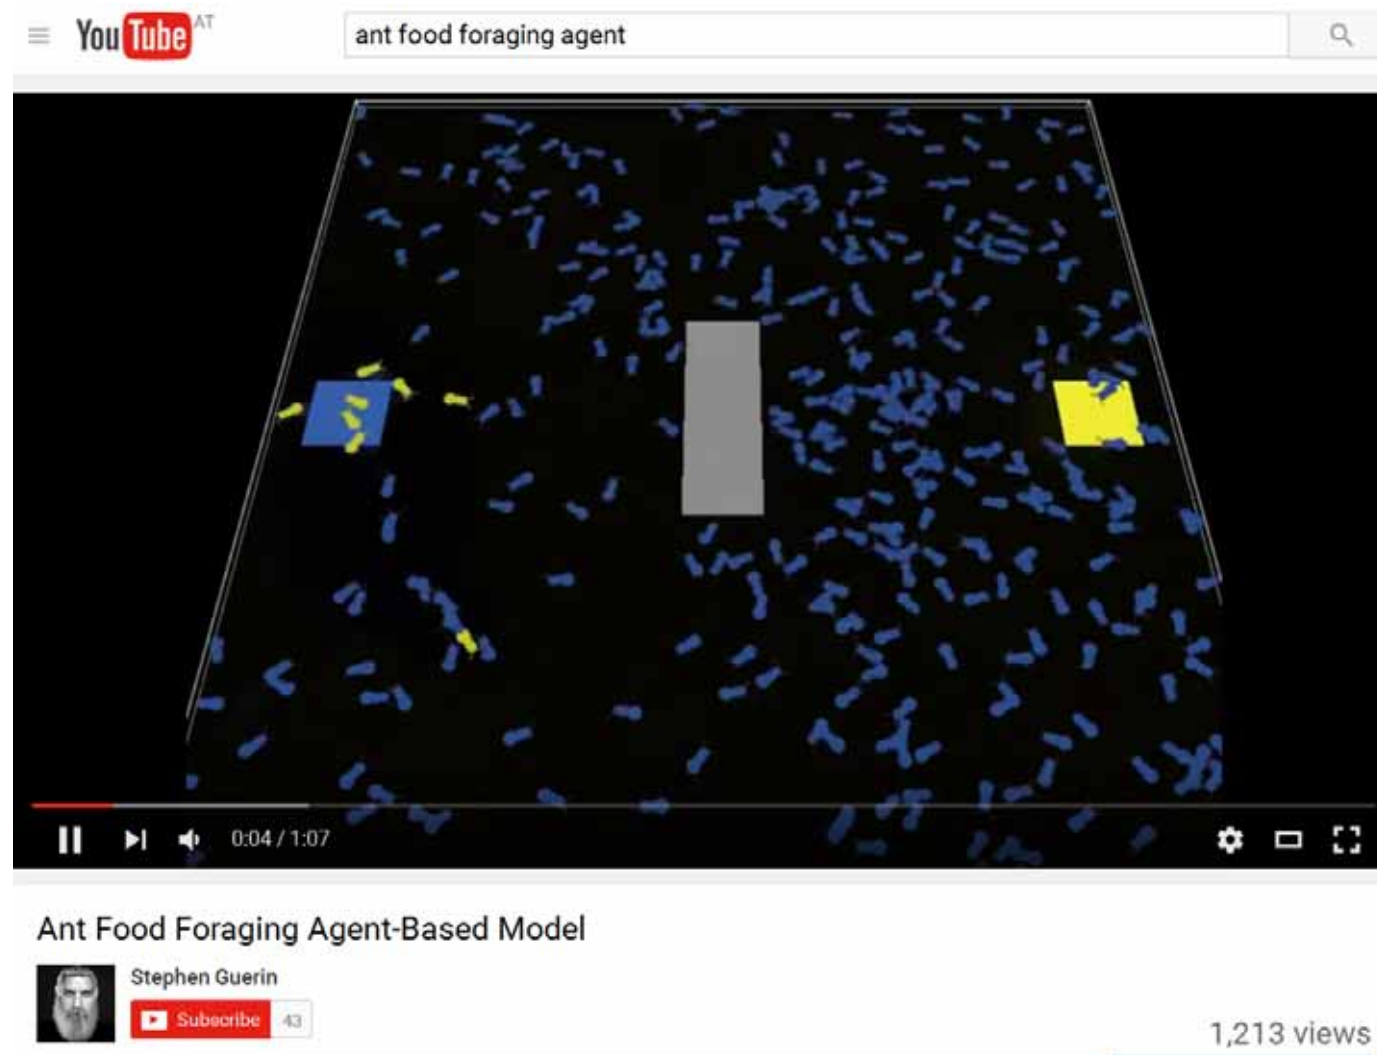 YouTube AT
ant food foraging agent
0:04 / 1:07
Ant Food Foraging Agent-Based Model
Stephen Guerin
Subscribe 43
1,213 views